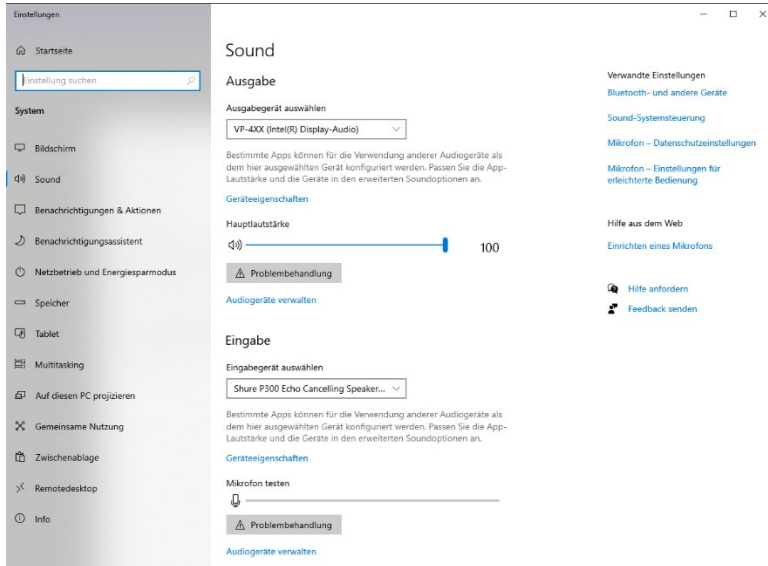 Einstellungen
Startseite
Einstellung suchen
System
Bildschirm
Sound
Benachrichtigungen & Aktionen
Benachrichtigungsassistent
Netzbetrieb und Energiesparmodus
Speicher
Tablet
Multitasking
Auf diesen PC projizieren
Gemeinsame Nutzung
Zwischenablage
Remotedesktop
Info
Sound
Ausgabe
Ausgabegerät auswählen
VP-4XX (Intel(R) Display-Audio)
Bestimmte Apps können für die Verwendung anderer Audiogeräte als
dem hier ausgewählten Gerät konfiguriert werden. Passen Sie die App-
Lautstärke und die Geräte in den erweiterten Soundoptionen an.
Geräteeigenschaften
Hauptlautstärke
100
Problembehandlung
Audiogeräte verwalten
Eingabe
Eingabegerät auswählen
Shure P300 Echo Cancelling Speaker...
Bestimmte Apps können für die Verwendung anderer Audiogeräte als
dem hier ausgewählten Gerät konfiguriert werden. Passen Sie die App-
Lautstärke und die Geräte in den erweiterten Soundoptionen an.
Geräteeigenschaften
Mikrofon testen
Problembehandlung
Audiogeräte verwalten
Verwandte Einstellungen
Bluetooth- und andere Geräte
Sound-Systemsteuerung
Mikrofon – Datenschutzeinstellungen
Mikrofon – Einstellungen für
erleichterte Bedienung
Hilfe aus dem Web
Einrichten eines Mikrofons
Hilfe anfordern
Feedback senden